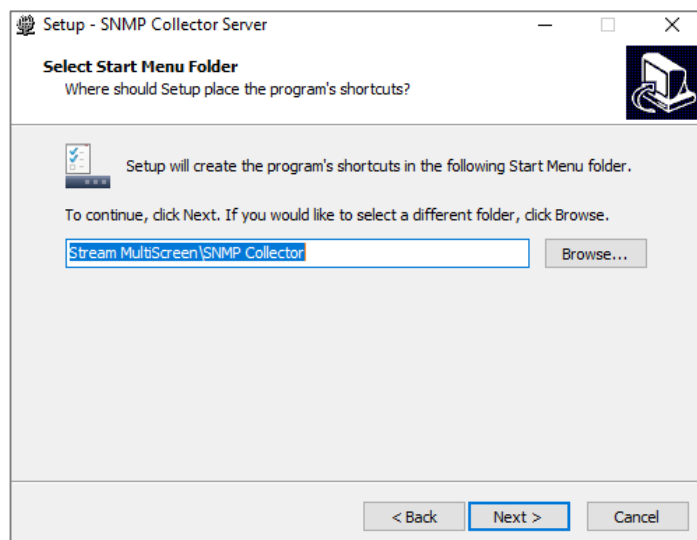 Setup - SNMP Collector Server
Select Start Menu Folder
Where should Setup place the program's shortcuts?
Setup will create the program's shortcuts in the following Start Menu folder.
To continue, click Next. If you would like to select a different folder, click Browse.
Stream MultiScreen\SNMP Collector
Browse...
< Back
Next >
Cancel